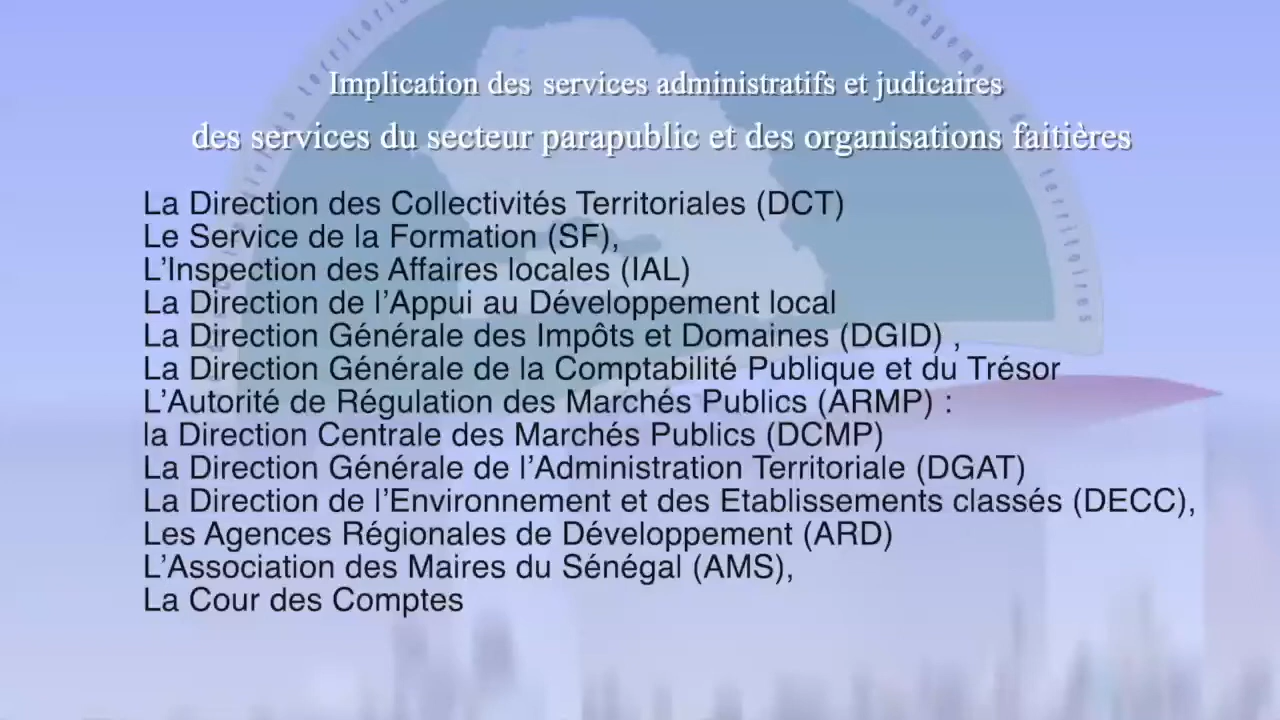 Implication des services administratifs et judicaires
des services du secteur parapublic et des organisations faitières
La Direction des Collectivités Territoriales (DCT)
Le Service de la Formation (SF),
L'Inspection des Affaires locales (IAL)
La Direction de l'Appui au Développement local
La Direction Générale des Impôts et Domaines (DGID) ,
La Direction Générale de la Comptabilité Publique et du Trésor
L'Autorité de Régulation des Marchés Publics (ARMP) :
la Direction Centrale des Marchés Publics (DCMP)
La Direction Générale de l'Administration Territoriale (DGAT)
La Direction de l'Environnement et des Etablissements classés (DECC),
Les Agences Régionales de Développement (ARD)
L'Association des Maires du Sénégal (AMS),
La Cour des Comptes